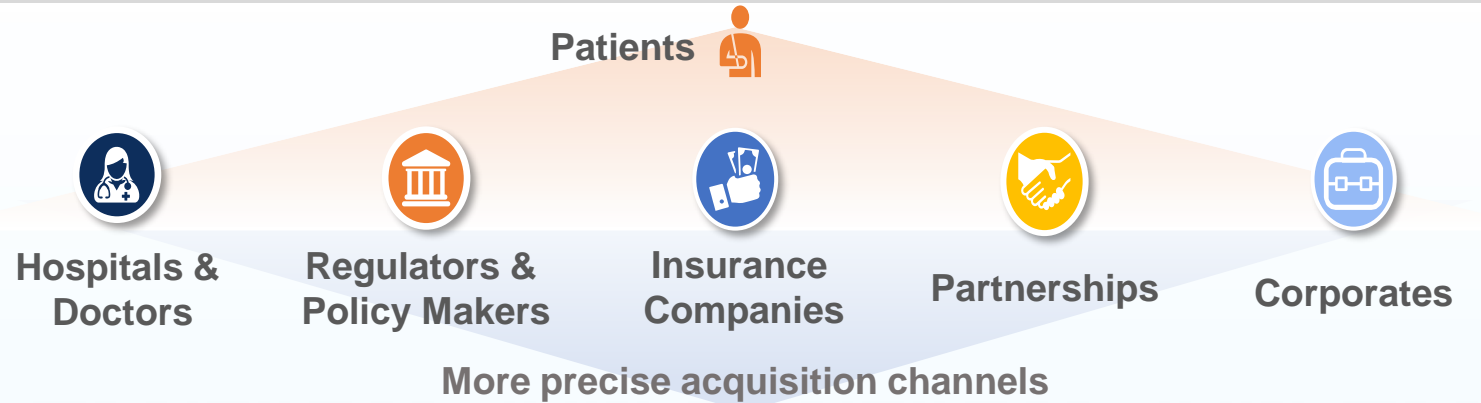 Patients
Hospitals &
Doctors
Regulators &
Policy Makers
Insurance
Companies
Partnerships
Corporates
More precise acquisition channels